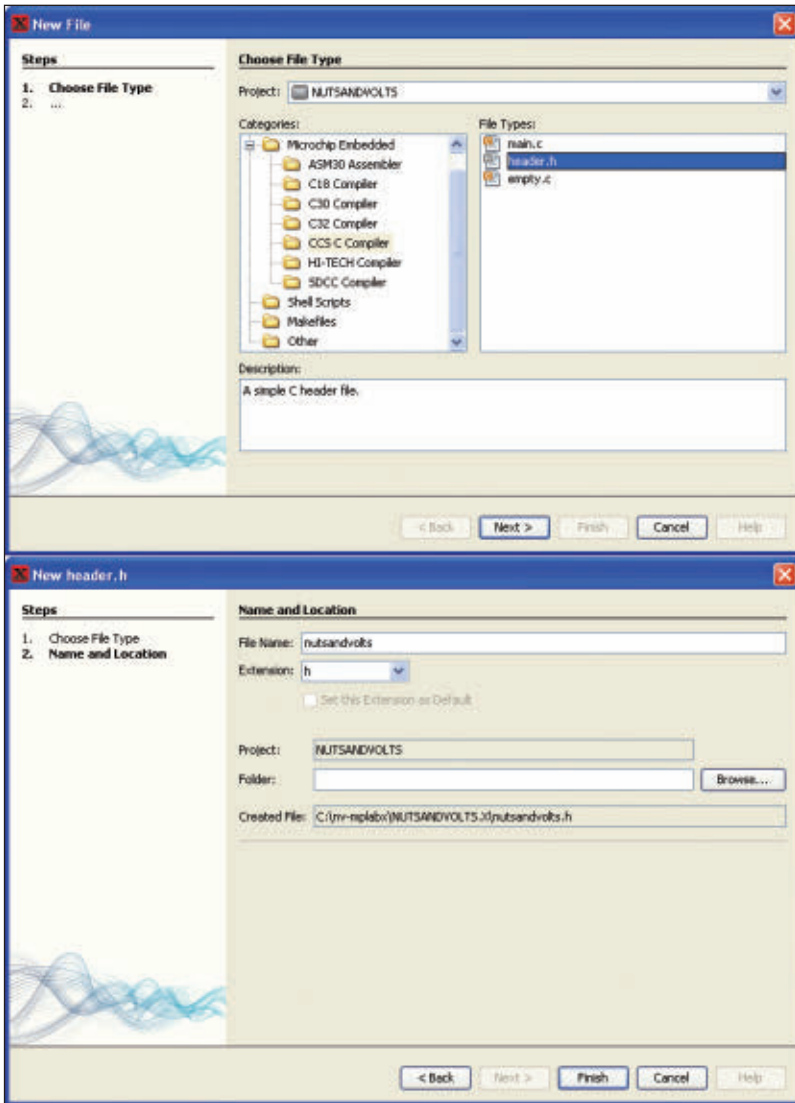 New File
Steps
1. Choose File Type
2. ...
Choose File Type
Project: NUTSANDVOLTS
Categories:
Microchip Embedded
ASM30 Assembler
C18 Compiler
C30 Compiler
C32 Compiler
CCS C Compiler
HI-TECH Compiler
SDCC Compiler
Shell Scripts
Makefiles
Other
File Types:
main.c
header.h
empty.c
Description:
A simple C header file.
< Back Next > Finish Cancel Help
New header.h
Steps
1. Choose File Type
2. Name and Location
Name and Location
File Name: nutsandvolts
Extension: h
Set this Extension as Default
Project: NUTSANDVOLTS
Folder:
Browse...
Created File: C:\nv-mplabx\NUTSANDVOLTS.X\nutsandvolts.h
< Back Next > Finish Cancel Help